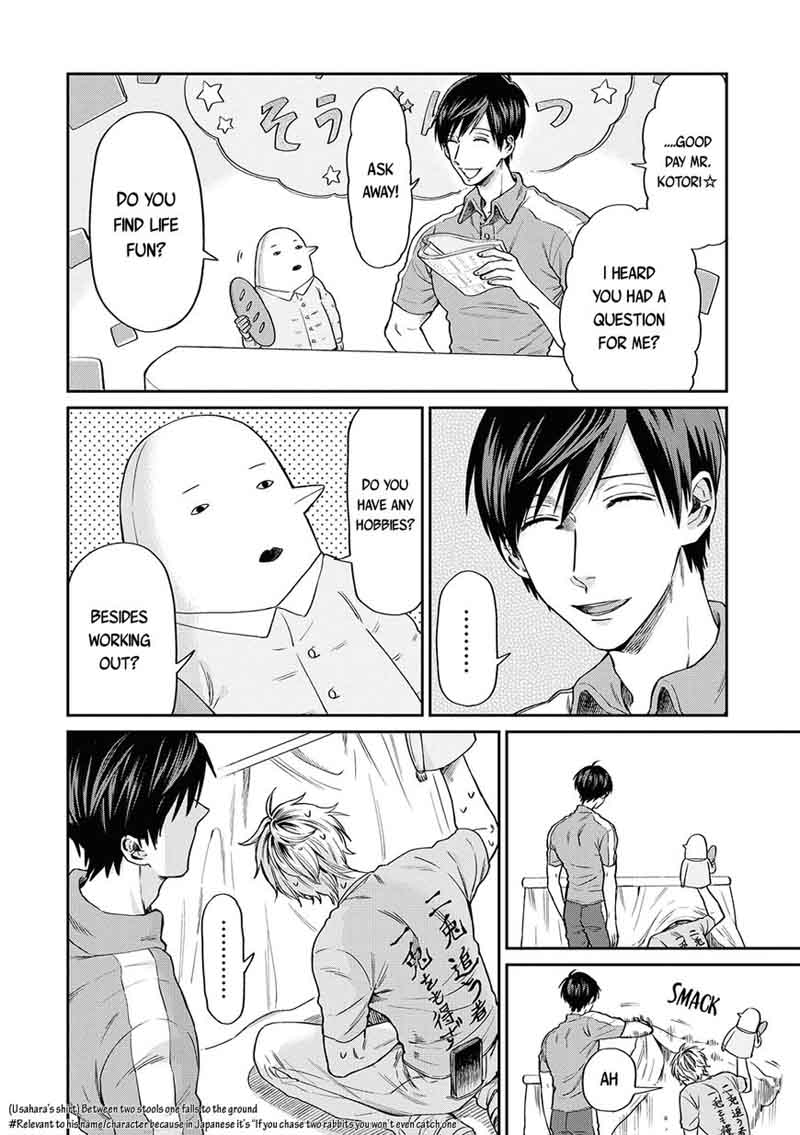 ....GOOD
DAY MR.
KOTORI☆
I HEARD
YOU HAD A
QUESTION
FOR ME?
ASK
AWAY!
そう
っ
DO YOU
FIND LIFE
FUN?
.........
DO YOU
HAVE ANY
HOBBIES?
BESIDES
WORKING
OUT?
SMACK
AH
二兎追う者
一兎をも得ず
.........
(Usahara's shirt) Between two stools one falls to the ground
#Relevant to his name/character because in Japanese it's "If you chase two rabbits you won't even catch one